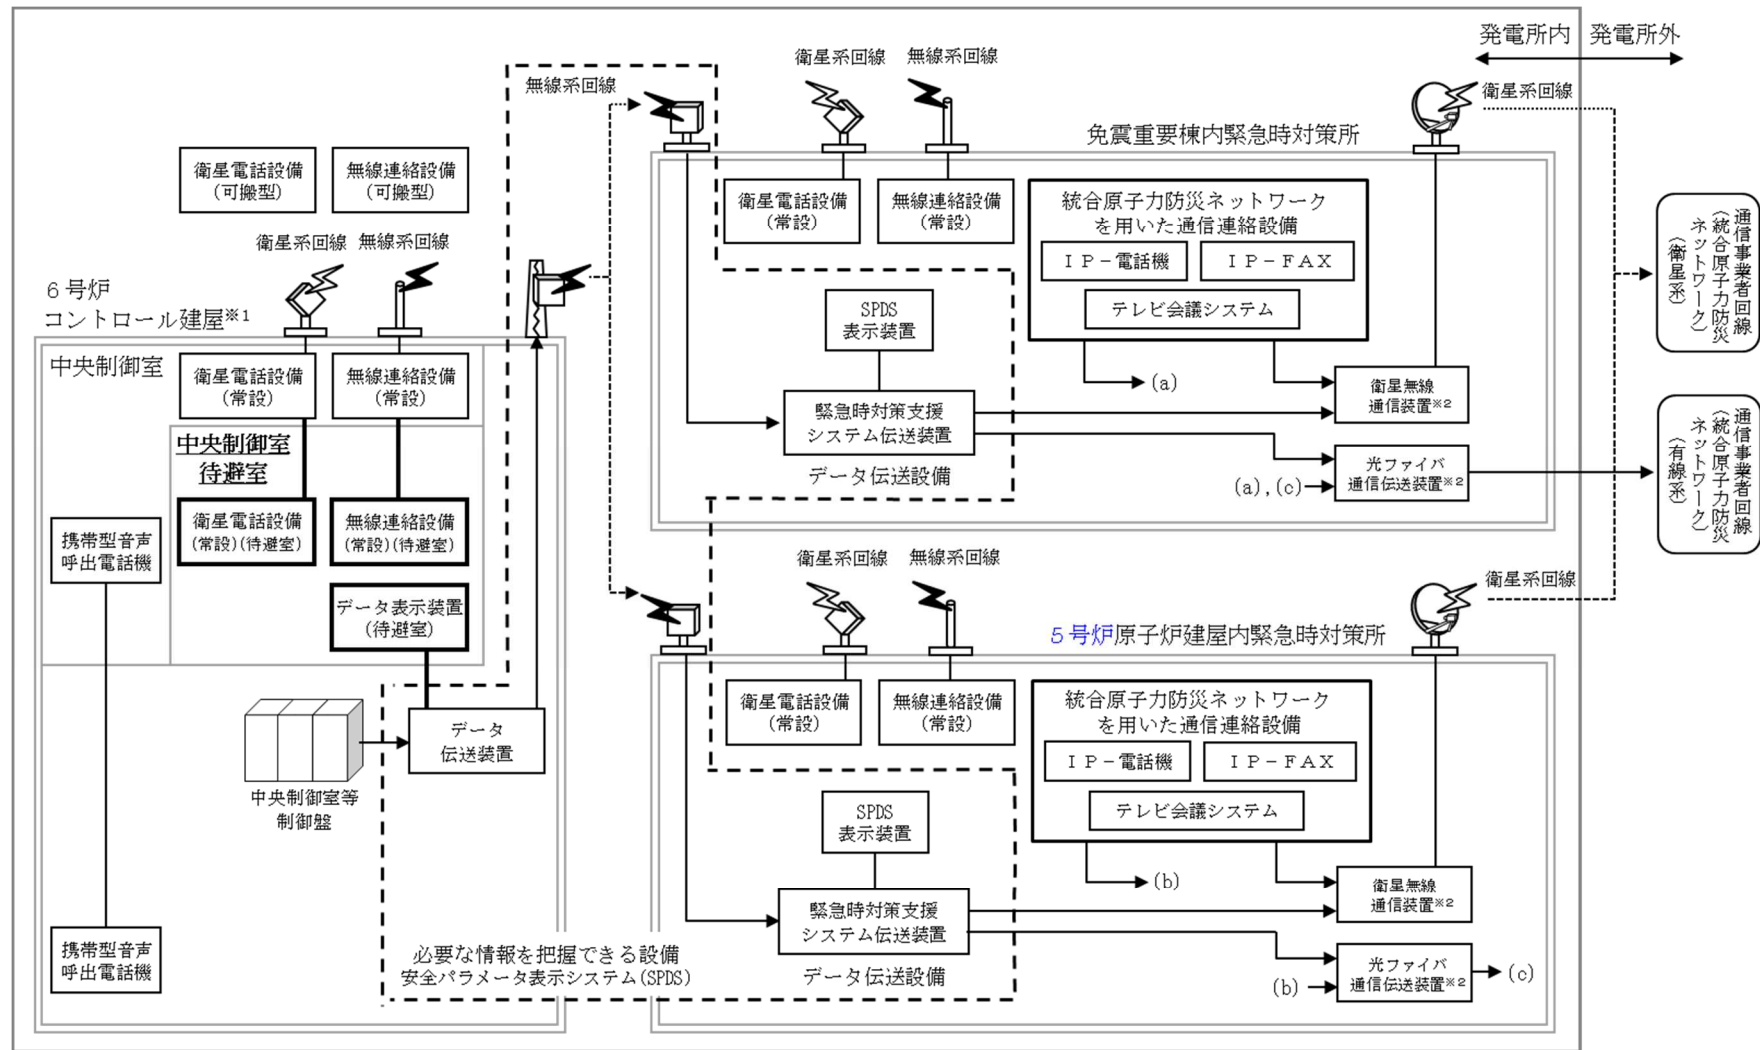 発電所内
発電所外
無線系回線
衛星系回線
無線系回線
衛星系回線
免震重要棟内緊急時対策所
衛星電話設備
(可搬型)
無線連絡設備
(可搬型)
衛星系回線
無線系回線
6号炉
コントロール建屋※1
中央制御室
衛星電話設備
(常設)
無線連絡設備
(常設)
中央制御室
待避室
衛星電話設備
(常設)(待避室)
無線連絡設備
(常設)(待避室)
データ表示装置
(待避室)
携帯型音声
呼出電話機
携帯型音声
呼出電話機
中央制御室等
制御盤
データ
伝送装置
必要な情報を把握できる設備
安全パラメータ表示システム(SPDS)
衛星電話設備
(常設)
無線連絡設備
(常設)
統合原子力防災ネットワーク
を用いた通信連絡設備
IP-電話機
IP-FAX
テレビ会議システム
SPDS
表示装置
緊急時対策支援
システム伝送装置
データ伝送設備
(a)
衛星無線
通信装置※2
光ファイバ
通信伝送装置※2
(a),(c)
通信事業者回線
(統合原子力防災
ネットワーク)
(衛星系)
通信事業者回線
(統合原子力防災
ネットワーク)
(有線系)
衛星系回線
無線系回線
衛星系回線
5号炉原子炉建屋内緊急時対策所
衛星電話設備
(常設)
無線連絡設備
(常設)
統合原子力防災ネットワーク
を用いた通信連絡設備
IP-電話機
IP-FAX
テレビ会議システム
SPDS
表示装置
緊急時対策支援
システム伝送装置
データ伝送設備
(b)
衛星無線
通信装置※2
光ファイバ
通信伝送装置※2
(b)
(c)